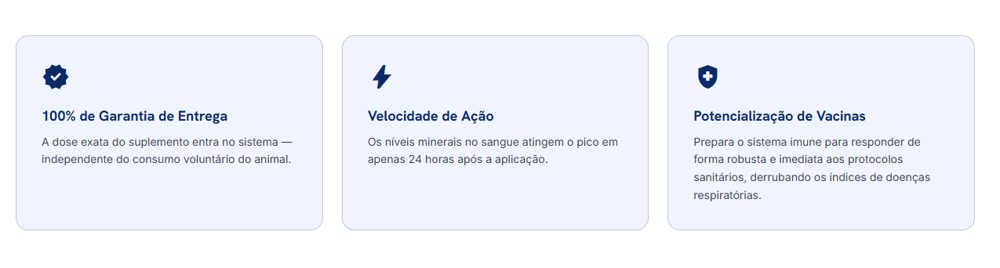 100% de Garantia de Entrega
A dose exata do suplemento entra no sistema —
independente do consumo voluntário do animal.
Velocidade de Ação
Os níveis minerais no sangue atingem o pico em
apenas 24 horas após a aplicação.
Potencialização de Vacinas
Prepara o sistema imune para responder de
forma robusta e imediata aos protocolos
sanitários, derrubando os índices de doenças
respiratórias.